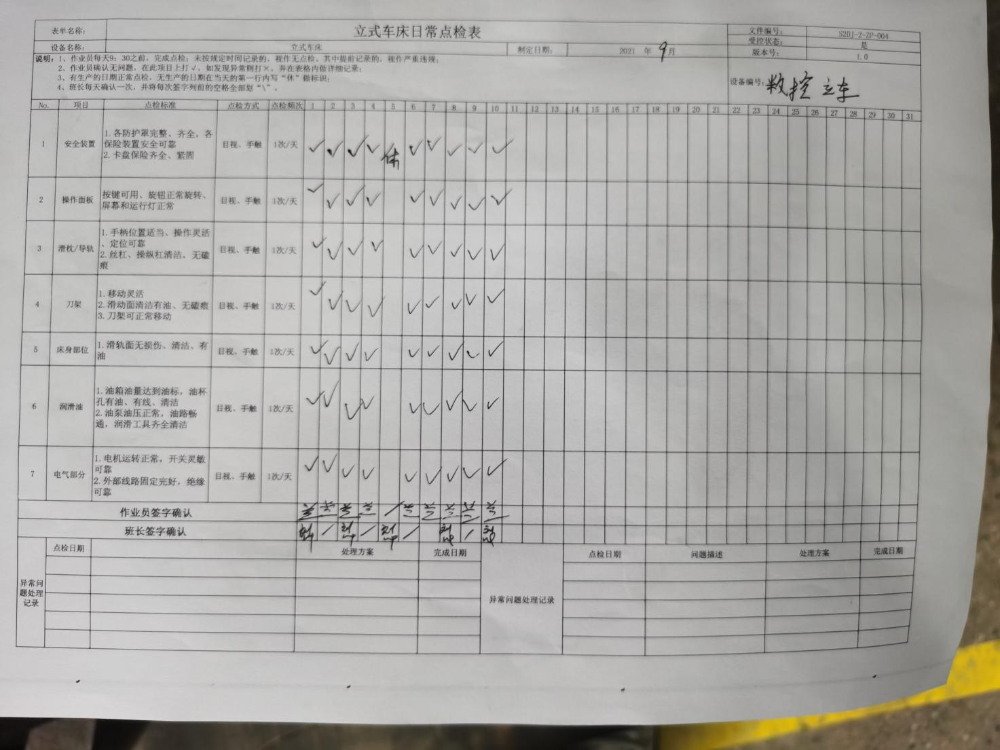 表单名称： 立式车床日常点检表 文件编号： S2DJ-2-ZP-004
受控状态： 是
设备名称： 立式车床 制定日期： 2021 年 9月 版本号： 1.0
说明：1、作业员每天9：30之前，完成点检；未按规定时间记录的，视作无点检、其中提前记录的，视作严重违规；
2、作业员确认无问题，在此项目上打√，如发现异常则打×，并在表格内做详细记录；
3、有生产的日期正常点检，无生产的日期在当天的第一行内写“休”做标识；
4、班长每天确认一次，并将每次签字列前的空格全部划“\”。
设备编号：数控立车
No. 项目 点检标准 点检方式 点检频次 1 2 3 4 5 6 7 8 9 10 11 12 13 14 15 16 17 18 19 20 21 22 23 24 25 26 27 28 29 30 31
1 安全装置 1.各防护罩完整、齐全，各
保险装置安全可靠
2.卡盘保险齐全、紧固
目视、手触 1次/天 ✓ ✓ ✓ ✓ 休 ✓ ✓ ✓ ✓ ✓
2 操作面板 按键可用、旋钮正常旋转、
屏幕和运行灯正常
目视、手触 1次/天 ✓ ✓ ✓ ✓ ✓ ✓ ✓ ✓ ✓
3 滑枕/导轨 1.手柄位置适当、操作灵活
、定位可靠
2.丝杠、操纵杠清洁，无磕
痕
目视、手触 1次/天 ✓ ✓ ✓ ✓ ✓ ✓ ✓ ✓ ✓
4 刀架 1.移动灵活
2.滑动面清洁有油、无磕痕
3.刀架可正常移动
目视、手触 1次/天 ✓ ✓ ✓ ✓ ✓ ✓ ✓ ✓ ✓
5 床身部位 1.滑轨面无损伤、清洁、有
油
目视、手触 1次/天 ✓ ✓ ✓ ✓ ✓ ✓ ✓ ✓ ✓
6 润滑油 1.油箱油量达到油标，油杯
孔有油、有线、清洁
2.油泵油压正常，油路畅
通，润滑工具齐全清洁
目视、手触 1次/天 ✓ ✓ ✓ ✓ ✓ ✓ ✓ ✓ ✓
7 电气部分 1.电机运转正常，开关灵敏
可靠
2.外部线路固定完好，绝缘
可靠
目视、手触 1次/天 ✓ ✓ ✓ ✓ ✓ ✓ ✓ ✓ ✓
作业员签字确认
班长签字确认
异常问
题处理
记录
点检日期 处理方案 完成日期
异常问题处理记录
点检日期 问题描述 处理方案 完成日期